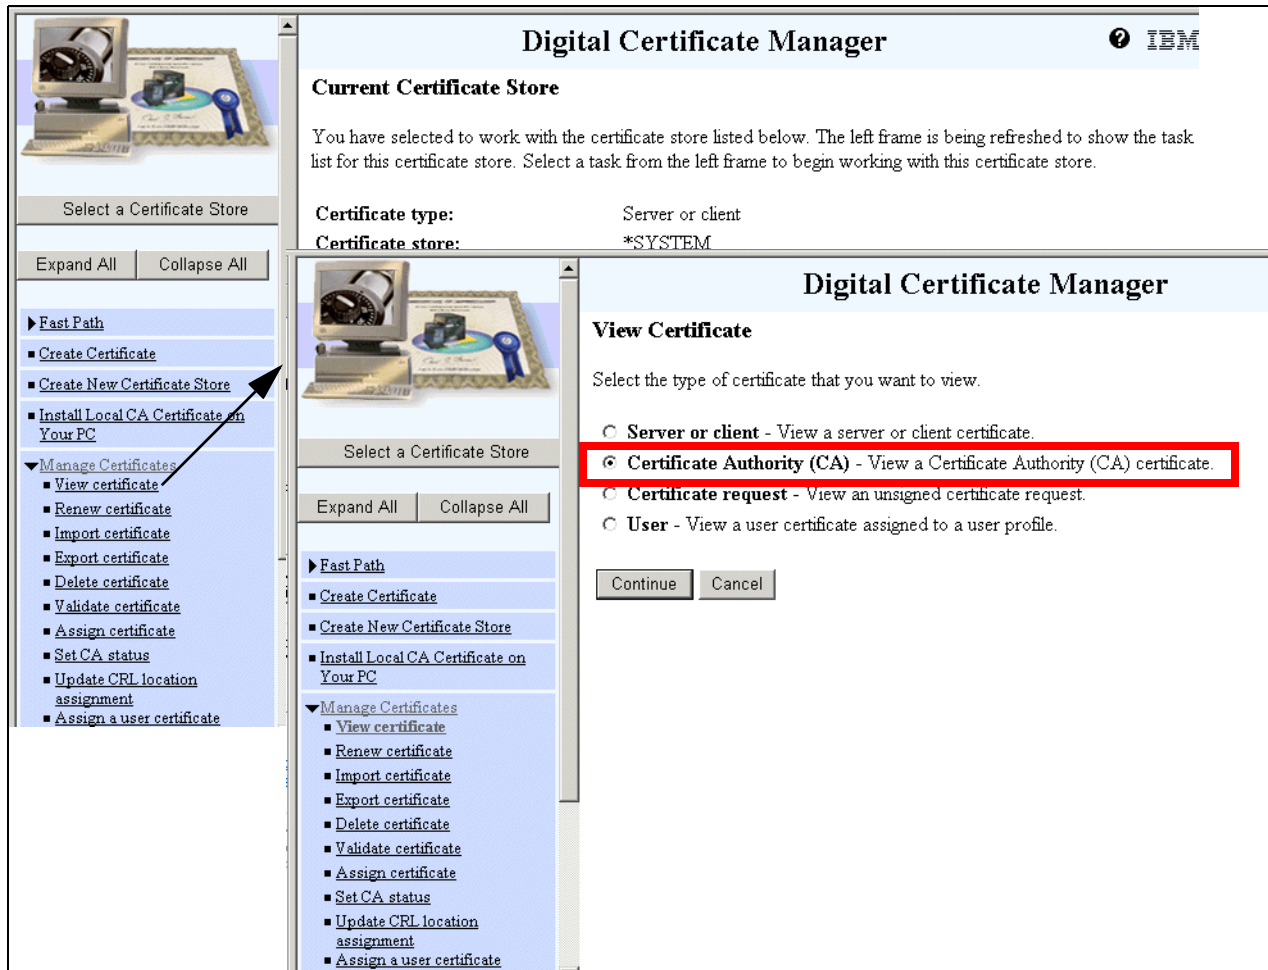 Digital Certificate Manager
IBM
Current Certificate Store
You have selected to work with the certificate store listed below. The left frame is being refreshed to show the task
list for this certificate store. Select a task from the left frame to begin working with this certificate store.
Certificate type: Server or client
Certificate store: *SYSTEM
Select a Certificate Store
Expand All Collapse All
Fast Path
Create Certificate
Create New Certificate Store
Install Local CA Certificate on
Your PC
Manage Certificates
View certificate
Renew certificate
Import certificate
Export certificate
Delete certificate
Validate certificate
Assign certificate
Set CA status
Update CRL location
assignment
Assign a user certificate
Digital Certificate Manager
View Certificate
Select the type of certificate that you want to view.
Server or client - View a server or client certificate.
Certificate Authority (CA) - View a Certificate Authority (CA) certificate.
Certificate request - View an unsigned certificate request.
User - View a user certificate assigned to a user profile.
Continue Cancel
Select a Certificate Store
Expand All Collapse All
Fast Path
Create Certificate
Create New Certificate Store
Install Local CA Certificate on
Your PC
Manage Certificates
View certificate
Renew certificate
Import certificate
Export certificate
Delete certificate
Validate certificate
Assign certificate
Set CA status
Update CRL location
assignment
Assign a user certificate